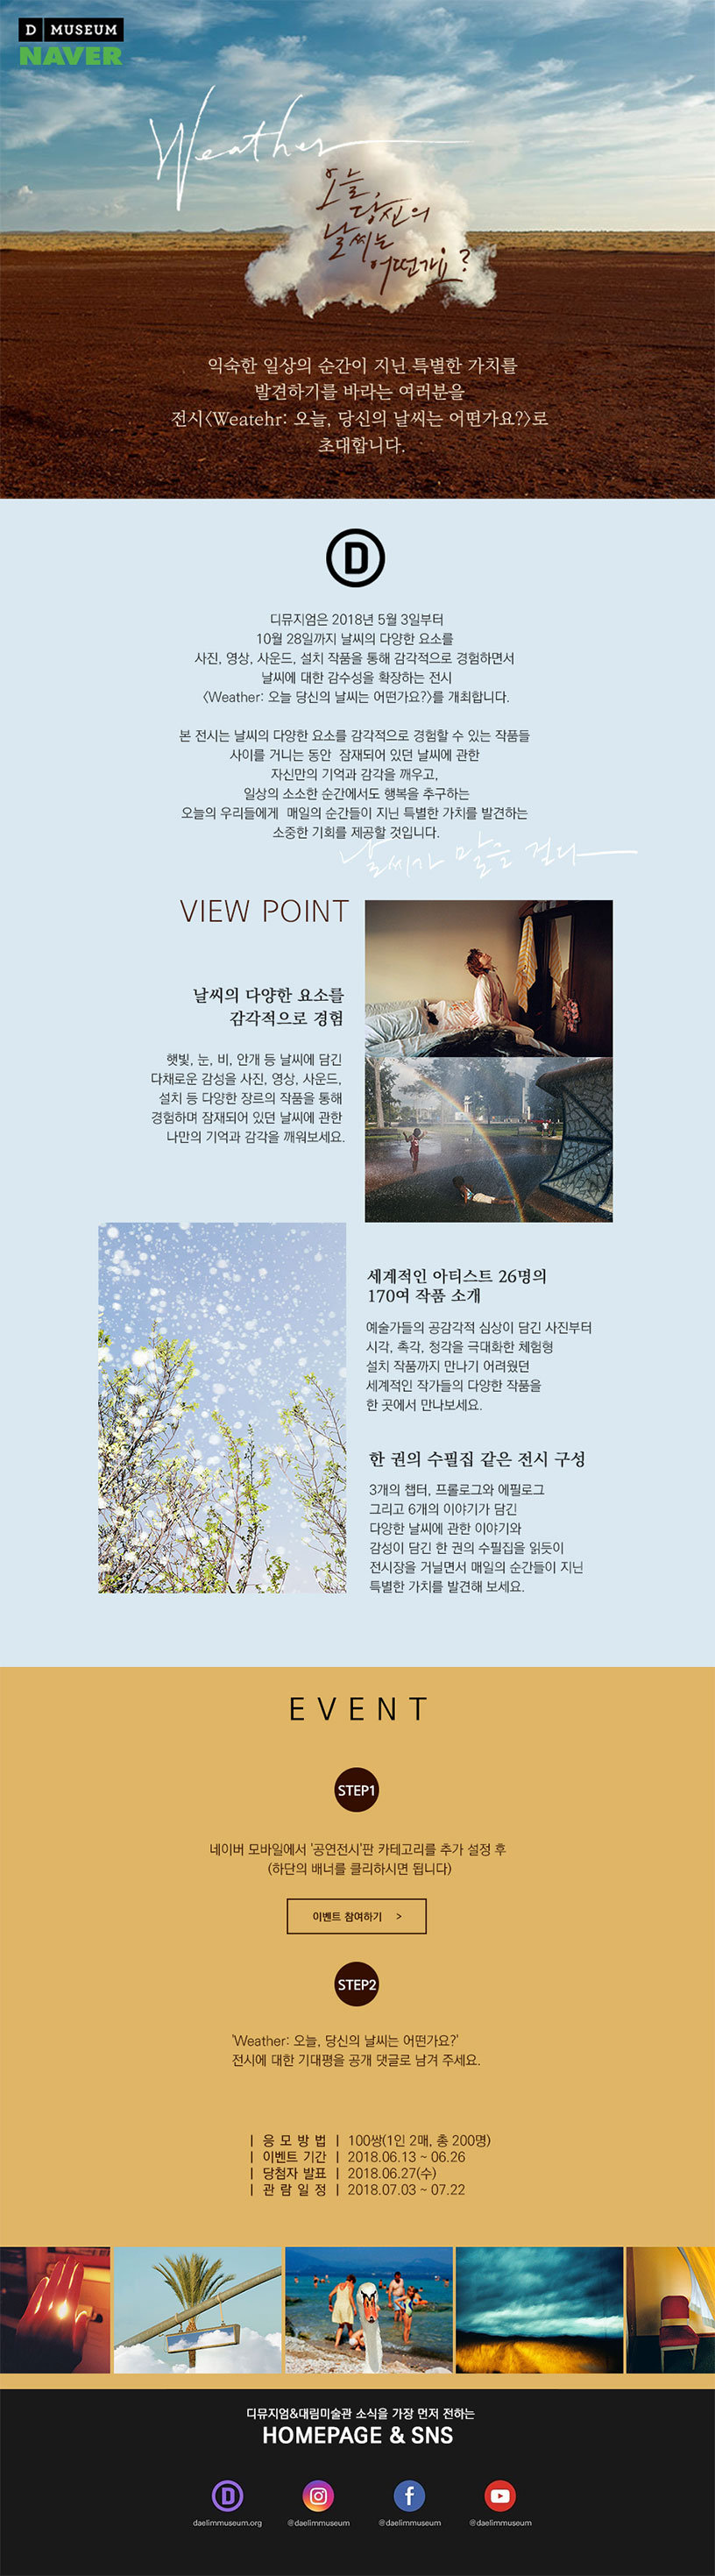 D MUSEUM
NAVER
Weather
오늘,
당신의
날씨는
어떤가요?
익숙한 일상의 순간이 지닌 특별한 가치를
발견하기를 바라는 여러분을
전시<Weatehr: 오늘, 당신의 날씨는 어떤가요?>로
초대합니다.
D
디뮤지엄은 2018년 5월 3일부터
10월 28일까지 날씨의 다양한 요소를
사진, 영상, 사운드, 설치 작품을 통해 감각적으로 경험하면서
날씨에 대한 감수성을 확장하는 전시
<Weather: 오늘 당신의 날씨는 어떤가요?>를 개최합니다.
본 전시는 날씨의 다양한 요소를 감각적으로 경험할 수 있는 작품들
사이를 거니는 동안 잠재되어 있던 날씨에 관한
자신만의 기억과 감각을 깨우고,
일상의 소소한 순간에서도 행복을 추구하는
오늘의 우리들에게 매일의 순간들이 지닌 특별한 가치를 발견하는
소중한 기회를 제공할 것입니다.
날씨가 말을 걸다
VIEW POINT
날씨의 다양한 요소를
감각적으로 경험
햇빛, 눈, 비, 안개 등 날씨에 담긴
다채로운 감성을 사진, 영상, 사운드,
설치 등 다양한 장르의 작품을 통해
경험하며 잠재되어 있던 날씨에 관한
나만의 기억과 감각을 깨워보세요.
세계적인 아티스트 26명의
170여 작품 소개
예술가들의 공감각적 심상이 담긴 사진부터
시각, 촉각, 청각을 극대화한 체험형
설치 작품까지 만나기 어려웠던
세계적인 작가들의 다양한 작품을
한 곳에서 만나보세요.
한 권의 수필집 같은 전시 구성
3개의 챕터, 프롤로그와 에필로그
그리고 6개의 이야기가 담긴
다양한 날씨에 관한 이야기와
감성이 담긴 한 권의 수필집을 읽듯이
전시장을 거닐면서 매일의 순간들이 지닌
특별한 가치를 발견해 보세요.
EVENT
STEP1
네이버 모바일에서 '공연전시'판 카테고리를 추가 설정 후
(하단의 배너를 클리하시면 됩니다)
이벤트 참여하기 >
STEP2
'Weather: 오늘, 당신의 날씨는 어떤가요?'
전시에 대한 기대평을 공개 댓글로 남겨 주세요.
| 응 모 방 법 | 100쌍(1인 2매, 총 200명)
| 이벤트 기간 | 2018.06.13 ~ 06.26
| 당첨자 발표 | 2018.06.27(수)
| 관 람 일 정 | 2018.07.03 ~ 07.22
디뮤지엄&대림미술관 소식을 가장 먼저 전하는
HOMEPAGE & SNS
daelimmuseum.org @daelimmuseum @daelimmuseum @daelimmuseum